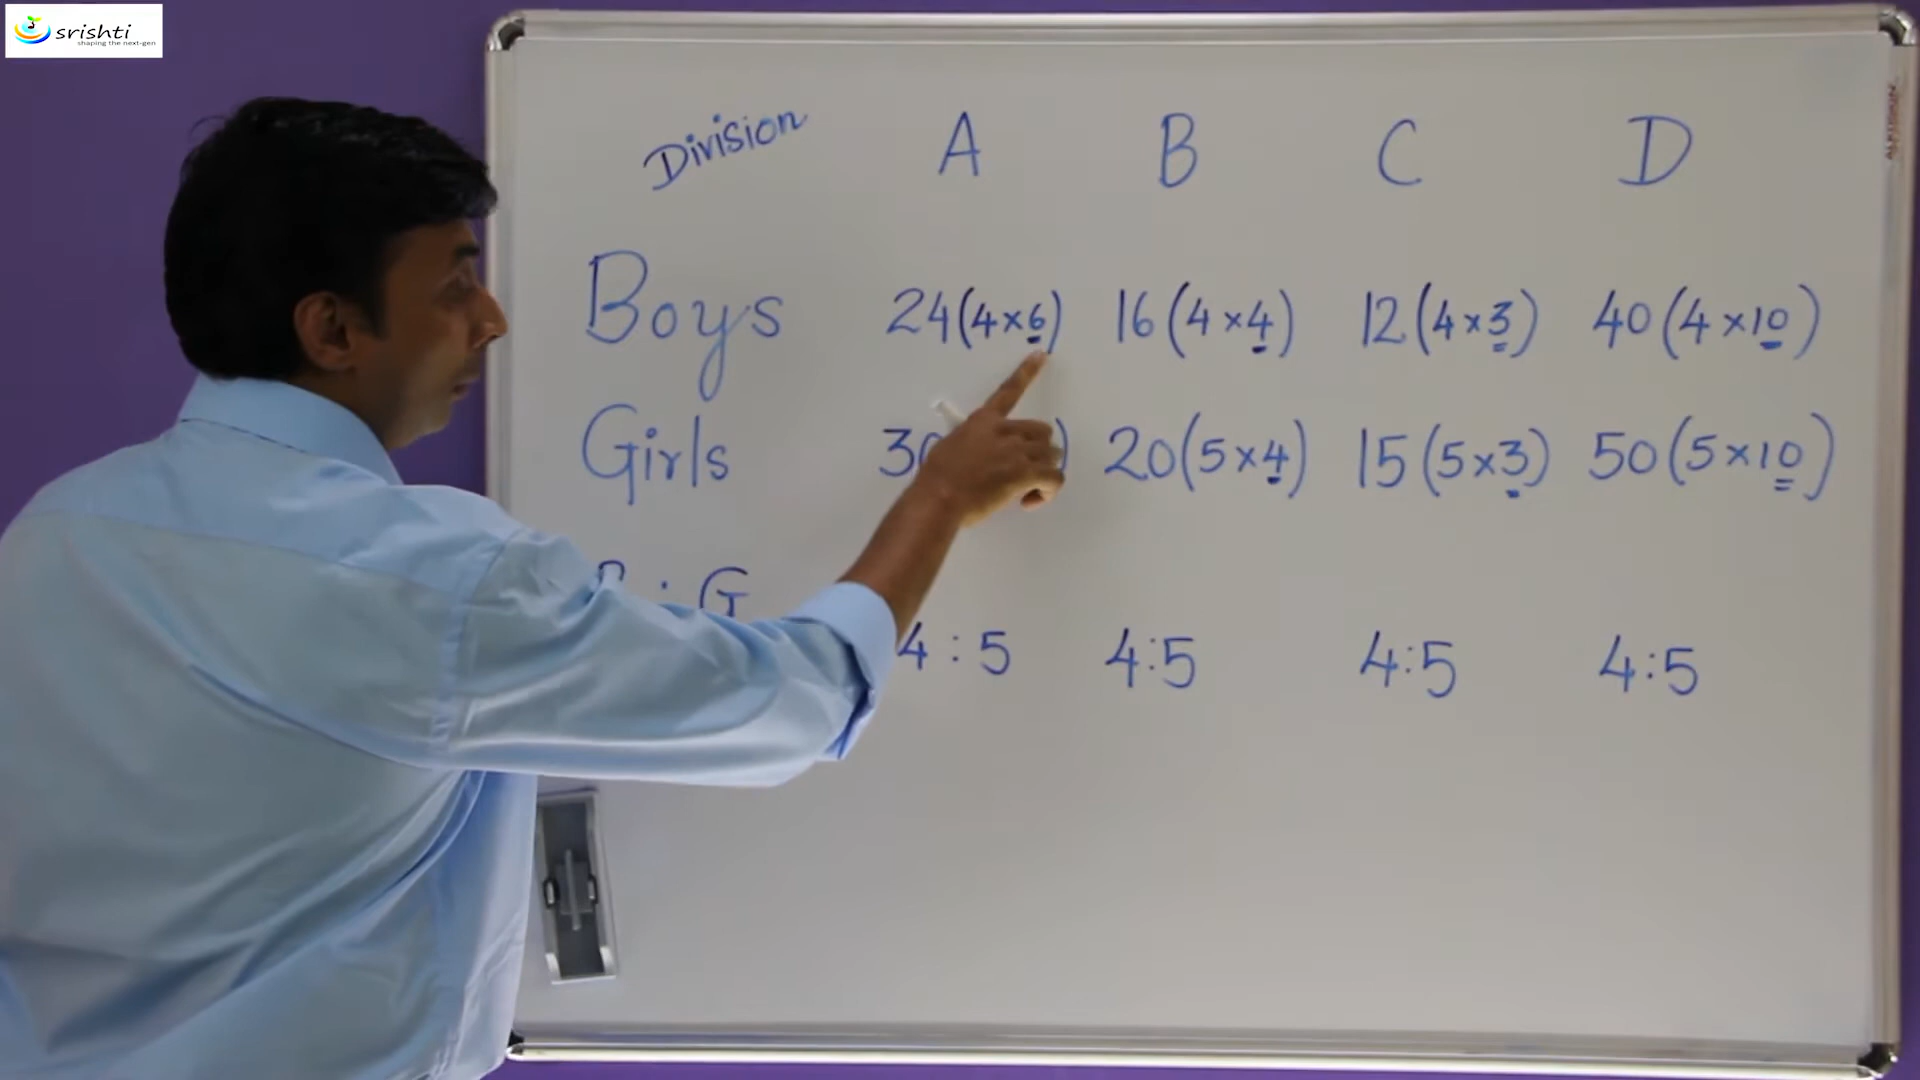 srishti
shaping the next-gen
Division A B C D
Boys 24(4×6) 16(4×4) 12(4×3) 40(4×10)
Girls 30 ) 20(5×4) 15(5×3) 50(5×10)
: G
4:5 4:5 4:5 4:5